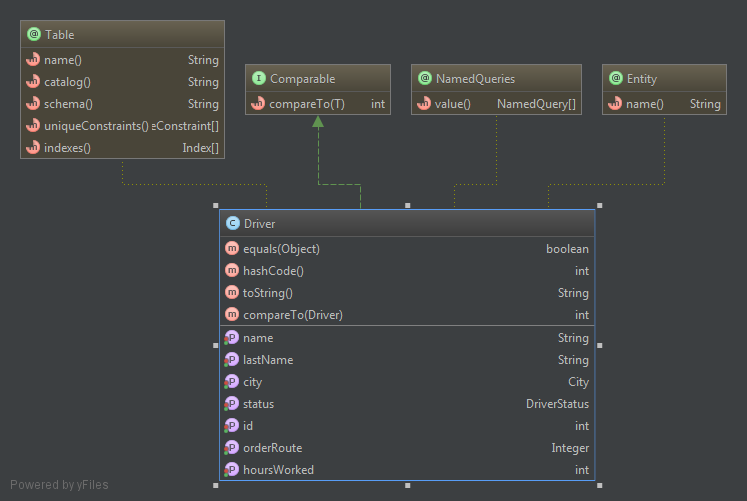 @ Table
m name() String
m catalog() String
m schema() String
m uniqueConstraints() eConstraint[]
m indexes() Index[]
I Comparable
m compareTo(T) int
@ NamedQueries
m value() NamedQuery[]
@ Entity
m name() String
C Driver
m equals(Object) boolean
m hashCode() int
m toString() String
m compareTo(Driver) int
P name String
P lastName String
P city City
P status DriverStatus
P id int
P orderRoute Integer
P hoursWorked int
Powered by yFiles